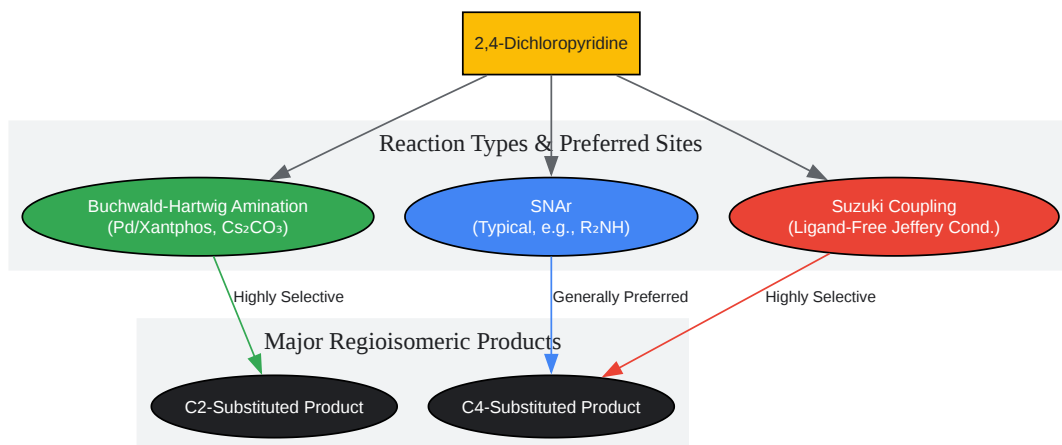 2,4-Dichloropyridine
Reaction Types & Preferred Sites
Buchwald-Hartwig Amination
(Pd/Xantphos, Cs₂CO₃)
SNAr
(Typical, e.g., R₂NH)
Suzuki Coupling
(Ligand-Free Jeffery Cond.)
Highly Selective
Generally Preferred
Highly Selective
Major Regioisomeric Products
C2-Substituted Product
C4-Substituted Product